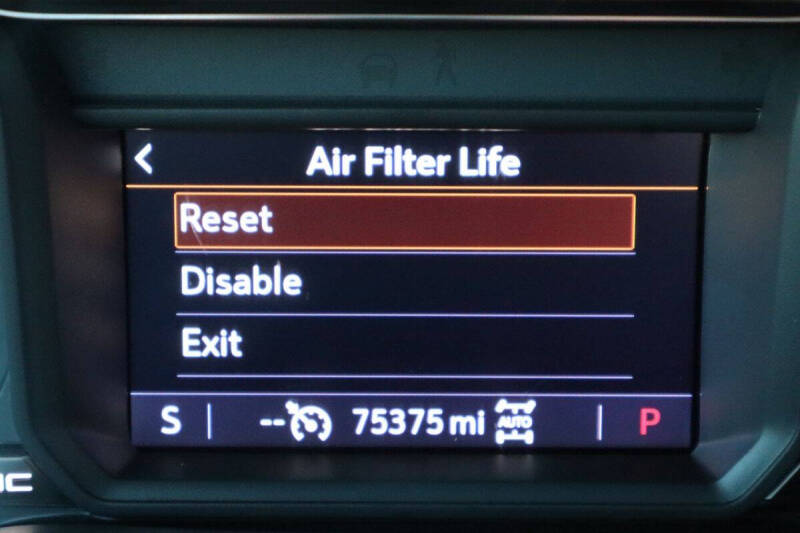 Air Filter Life
Reset
Disable
Exit
S -- 75375 mi AUTO P